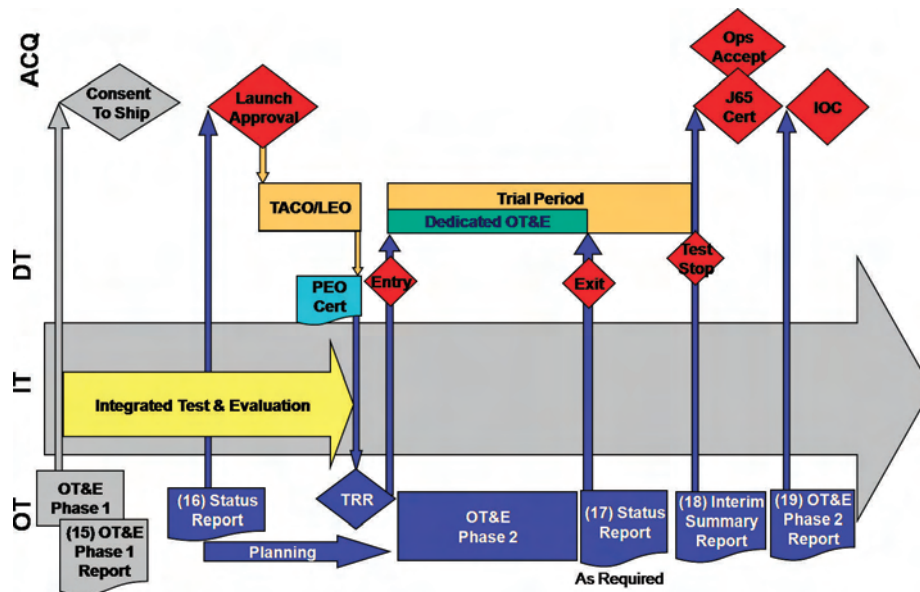 ACQ
Consent
To Ship
Launch
Approval
Ops
Accept
J65
Cert
IOC
DT
TACO/LEO
Trial Period
Dedicated OT&E
PEO
Cert
Entry
Exit
Test
Stop
IT
Integrated Test & Evaluation
OT
OT&E
Phase 1
(15) OT&E
Phase 1
Report
(16) Status
Report
Planning
TRR
OT&E
Phase 2
(17) Status
Report
As Required
(18) Interim
Summary
Report
(19) OT&E
Phase 2
Report